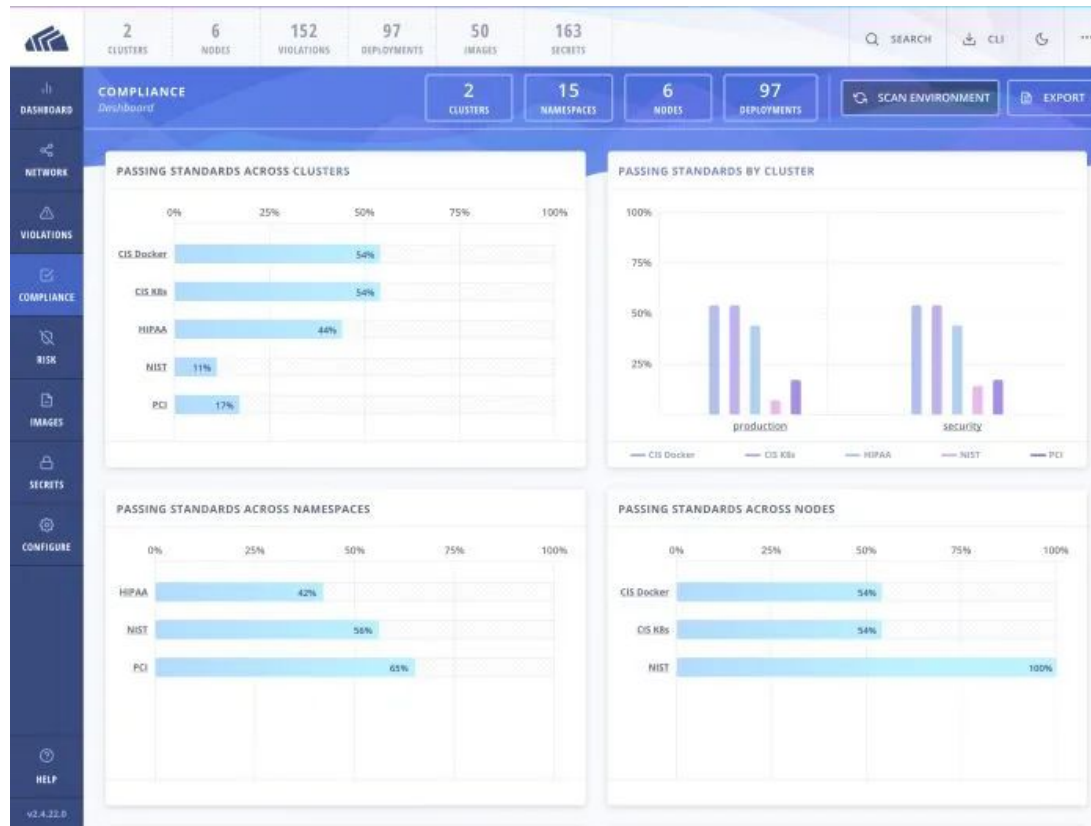 2 6 152 97 50 163
CLUSTERS NODES VIOLATIONS DEPLOYMENTS IMAGES SECRETS
SEARCH CLI
DASHBOARD
NETWORK
VIOLATIONS
COMPLIANCE
RISK
IMAGES
SECRETS
CONFIGURE
HELP
v2.4.22.0
COMPLIANCE
Dashboard
2 15 6 97
CLUSTERS NAMESPACES NODES DEPLOYMENTS
SCAN ENVIRONMENT EXPORT
PASSING STANDARDS ACROSS CLUSTERS
0% 25% 50% 75% 100%
CIS Docker 54%
CIS K8s 54%
HIPAA 44%
NIST 11%
PCI 17%
PASSING STANDARDS BY CLUSTER
100%
75%
50%
25%
production security
CIS Docker CIS K8s HIPAA NIST PCI
PASSING STANDARDS ACROSS NAMESPACES
0% 25% 50% 75% 100%
HIPAA 42%
NIST 56%
PCI 65%
PASSING STANDARDS ACROSS NODES
0% 25% 50% 75% 100%
CIS Docker 54%
CIS K8s 54%
NIST 100%